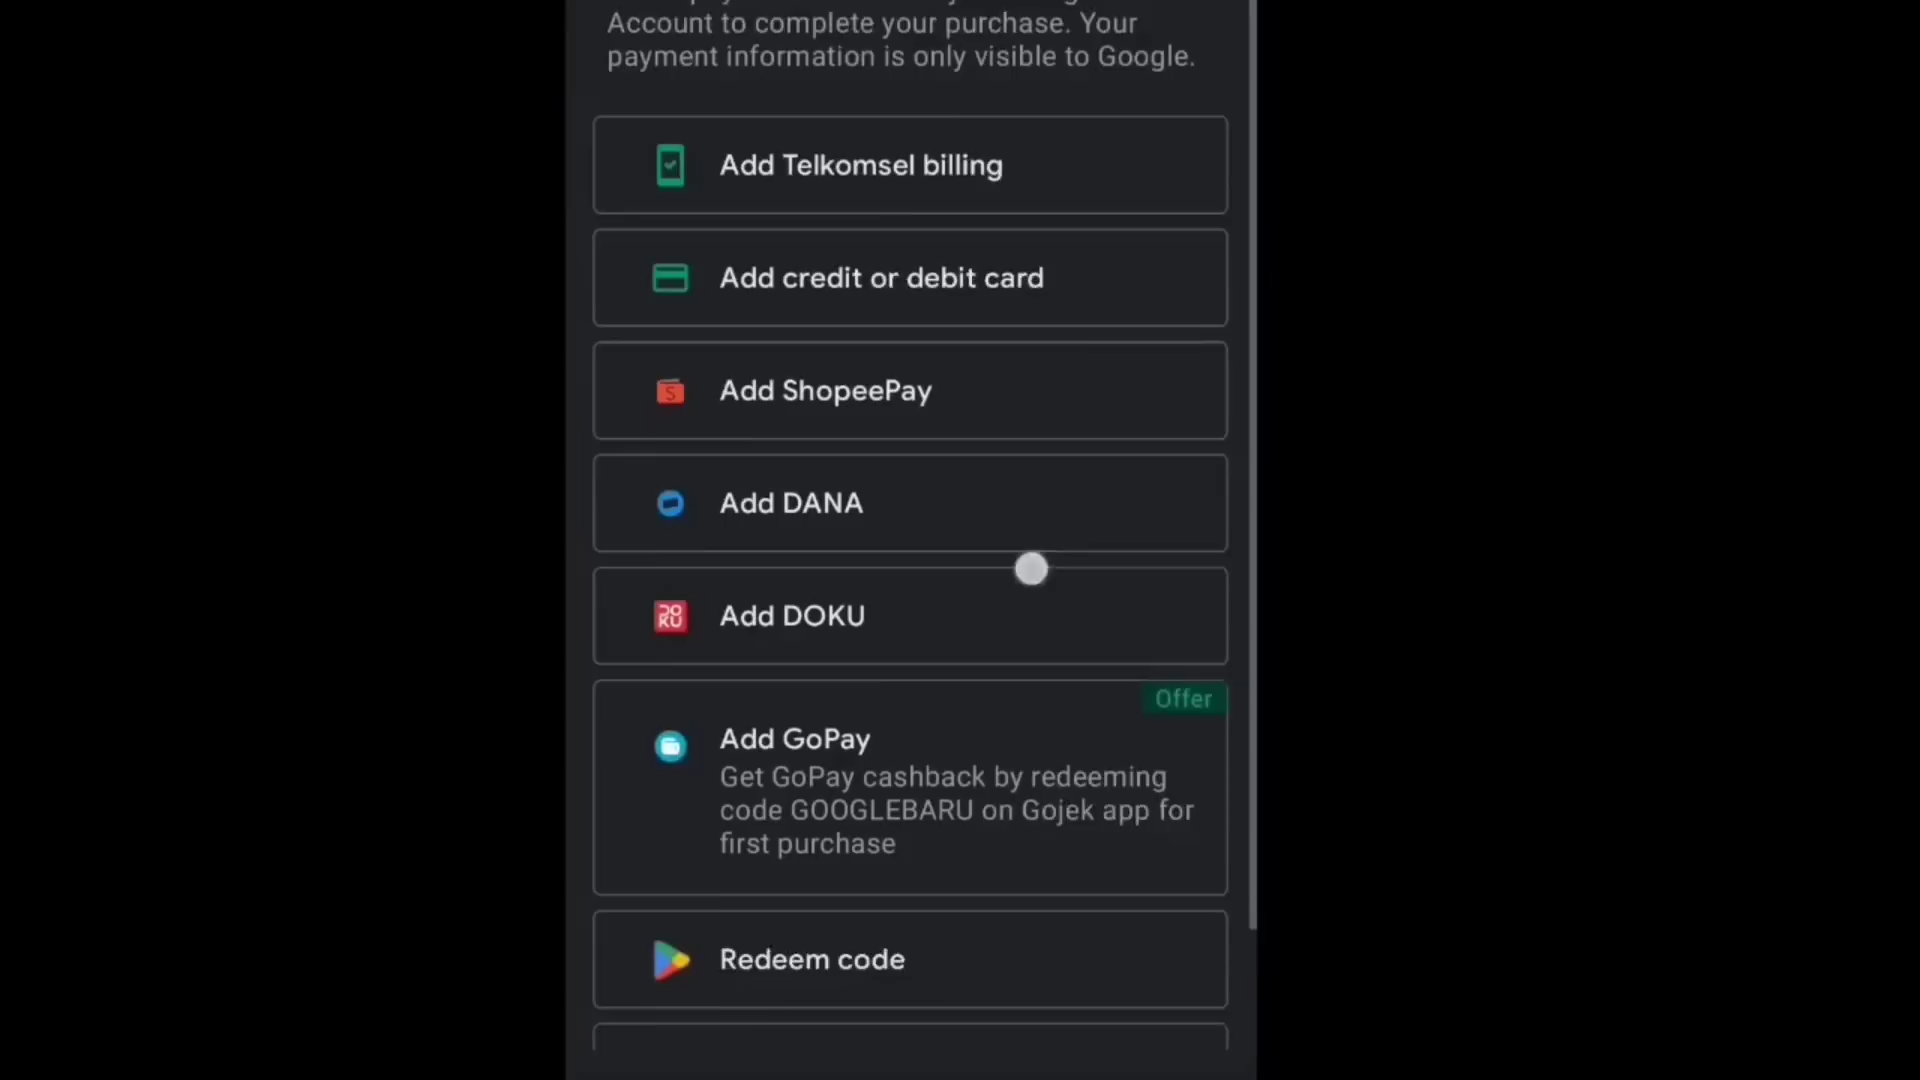 Account to complete your purchase. Your
payment information is only visible to Google.
Add Telkomsel billing
Add credit or debit card
S
Add ShopeePay
Add DANA
DO
KU
Add DOKU
Offer
Add GoPay
Get GoPay cashback by redeeming
code GOOGLEBARU on Gojek app for
first purchase
Redeem code